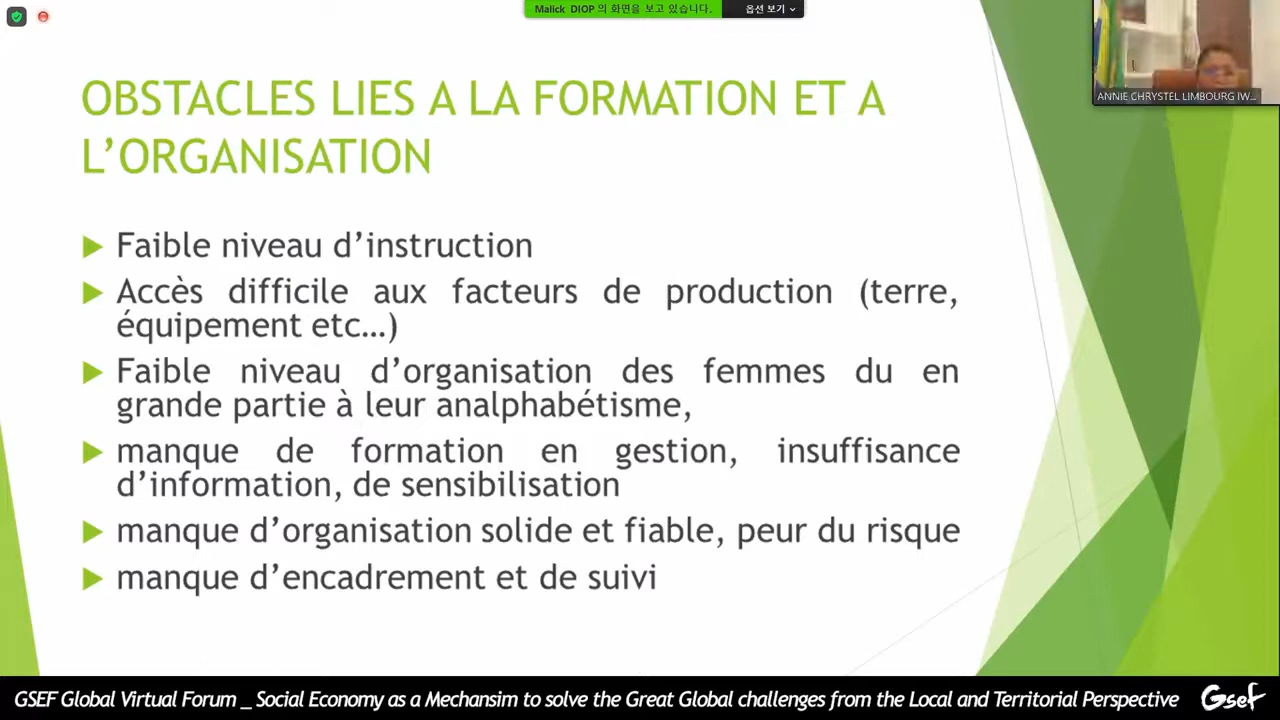 Malick DIOP 의 화면을 보고 있습니다.
옵션 보기
ANNIE CHRYSTEL LIMBOURG IW...
OBSTACLES LIES A LA FORMATION ET A
L’ORGANISATION
Faible niveau d’instruction
Accès difficile aux facteurs de production (terre,
équipement etc…)
Faible niveau d’organisation des femmes du en
grande partie à leur analphabétisme,
manque de formation en gestion, insuffisance
d’information, de sensibilisation
manque d’organisation solide et fiable, peur du risque
manque d’encadrement et de suivi
GSEF Global Virtual Forum _ Social Economy as a Mechansim to solve the Great Global challenges from the Local and Territorial Perspective
Gsef